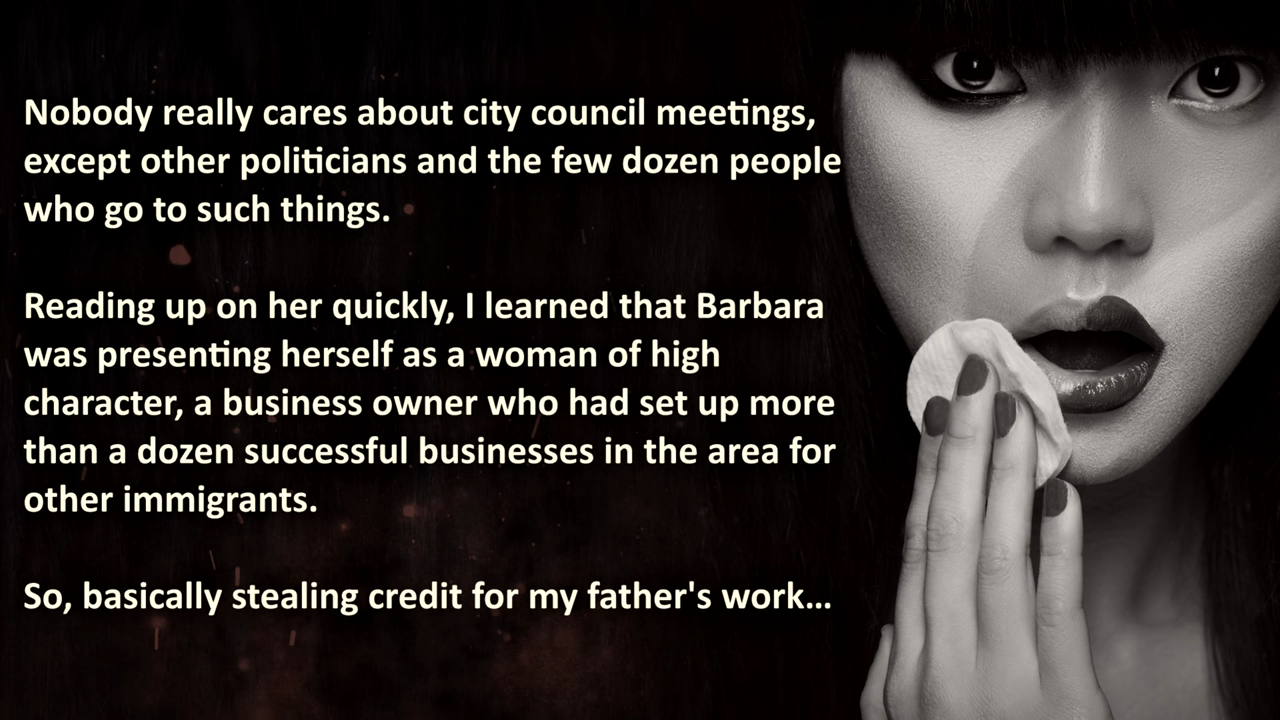 Nobody really cares about city council meetings,
except other politicians and the few dozen people
who go to such things.
Reading up on her quickly, I learned that Barbara
was presenting herself as a woman of high
character, a business owner who had set up more
than a dozen successful businesses in the area for
other immigrants.
So, basically stealing credit for my father's work...